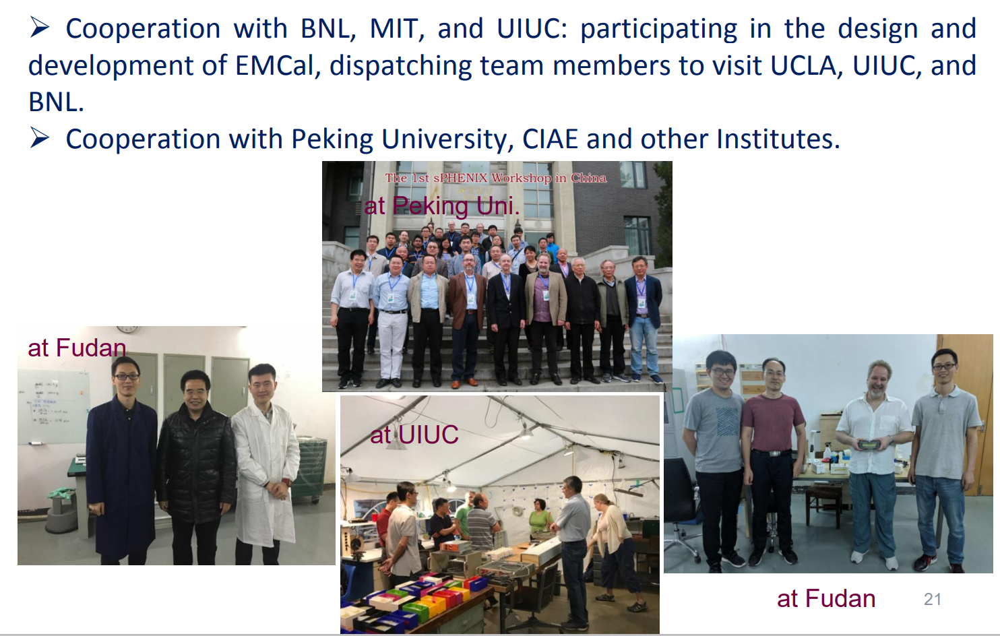 ➢ Cooperation with BNL, MIT, and UIUC: participating in the design and
development of EMCal, dispatching team members to visit UCLA, UIUC, and
BNL.
➢ Cooperation with Peking University, CIAE and other Institutes.
The 1st sPHENIX Workshop in China
at Peking Uni.
at Fudan
at UIUC
at Fudan
21